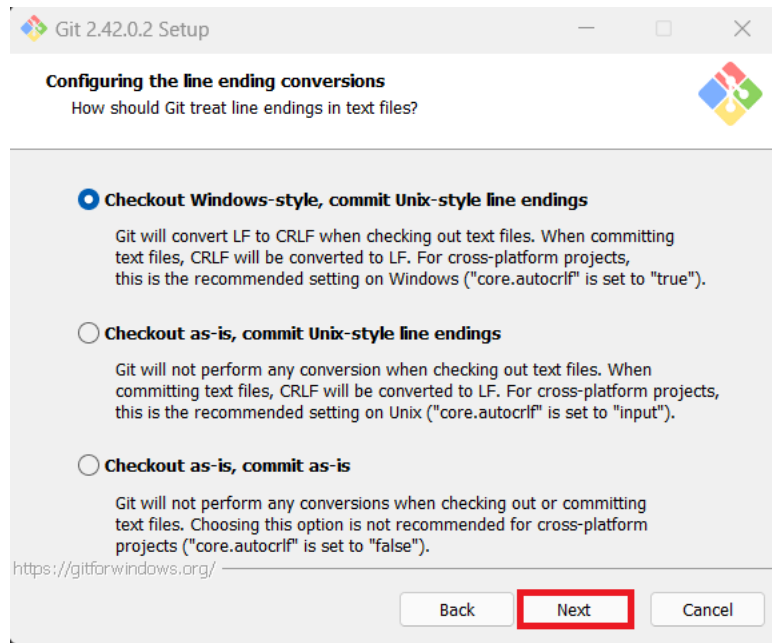 Git 2.42.0.2 Setup
Configuring the line ending conversions
How should Git treat line endings in text files?
Checkout Windows-style, commit Unix-style line endings
Git will convert LF to CRLF when checking out text files. When committing
text files, CRLF will be converted to LF. For cross-platform projects,
this is the recommended setting on Windows ("core.autocrlf" is set to "true").
Checkout as-is, commit Unix-style line endings
Git will not perform any conversion when checking out text files. When
committing text files, CRLF will be converted to LF. For cross-platform projects,
this is the recommended setting on Unix ("core.autocrlf" is set to "input").
Checkout as-is, commit as-is
Git will not perform any conversions when checking out or committing
text files. Choosing this option is not recommended for cross-platform
projects ("core.autocrlf" is set to "false").
https://gitforwindows.org/
Back Next Cancel